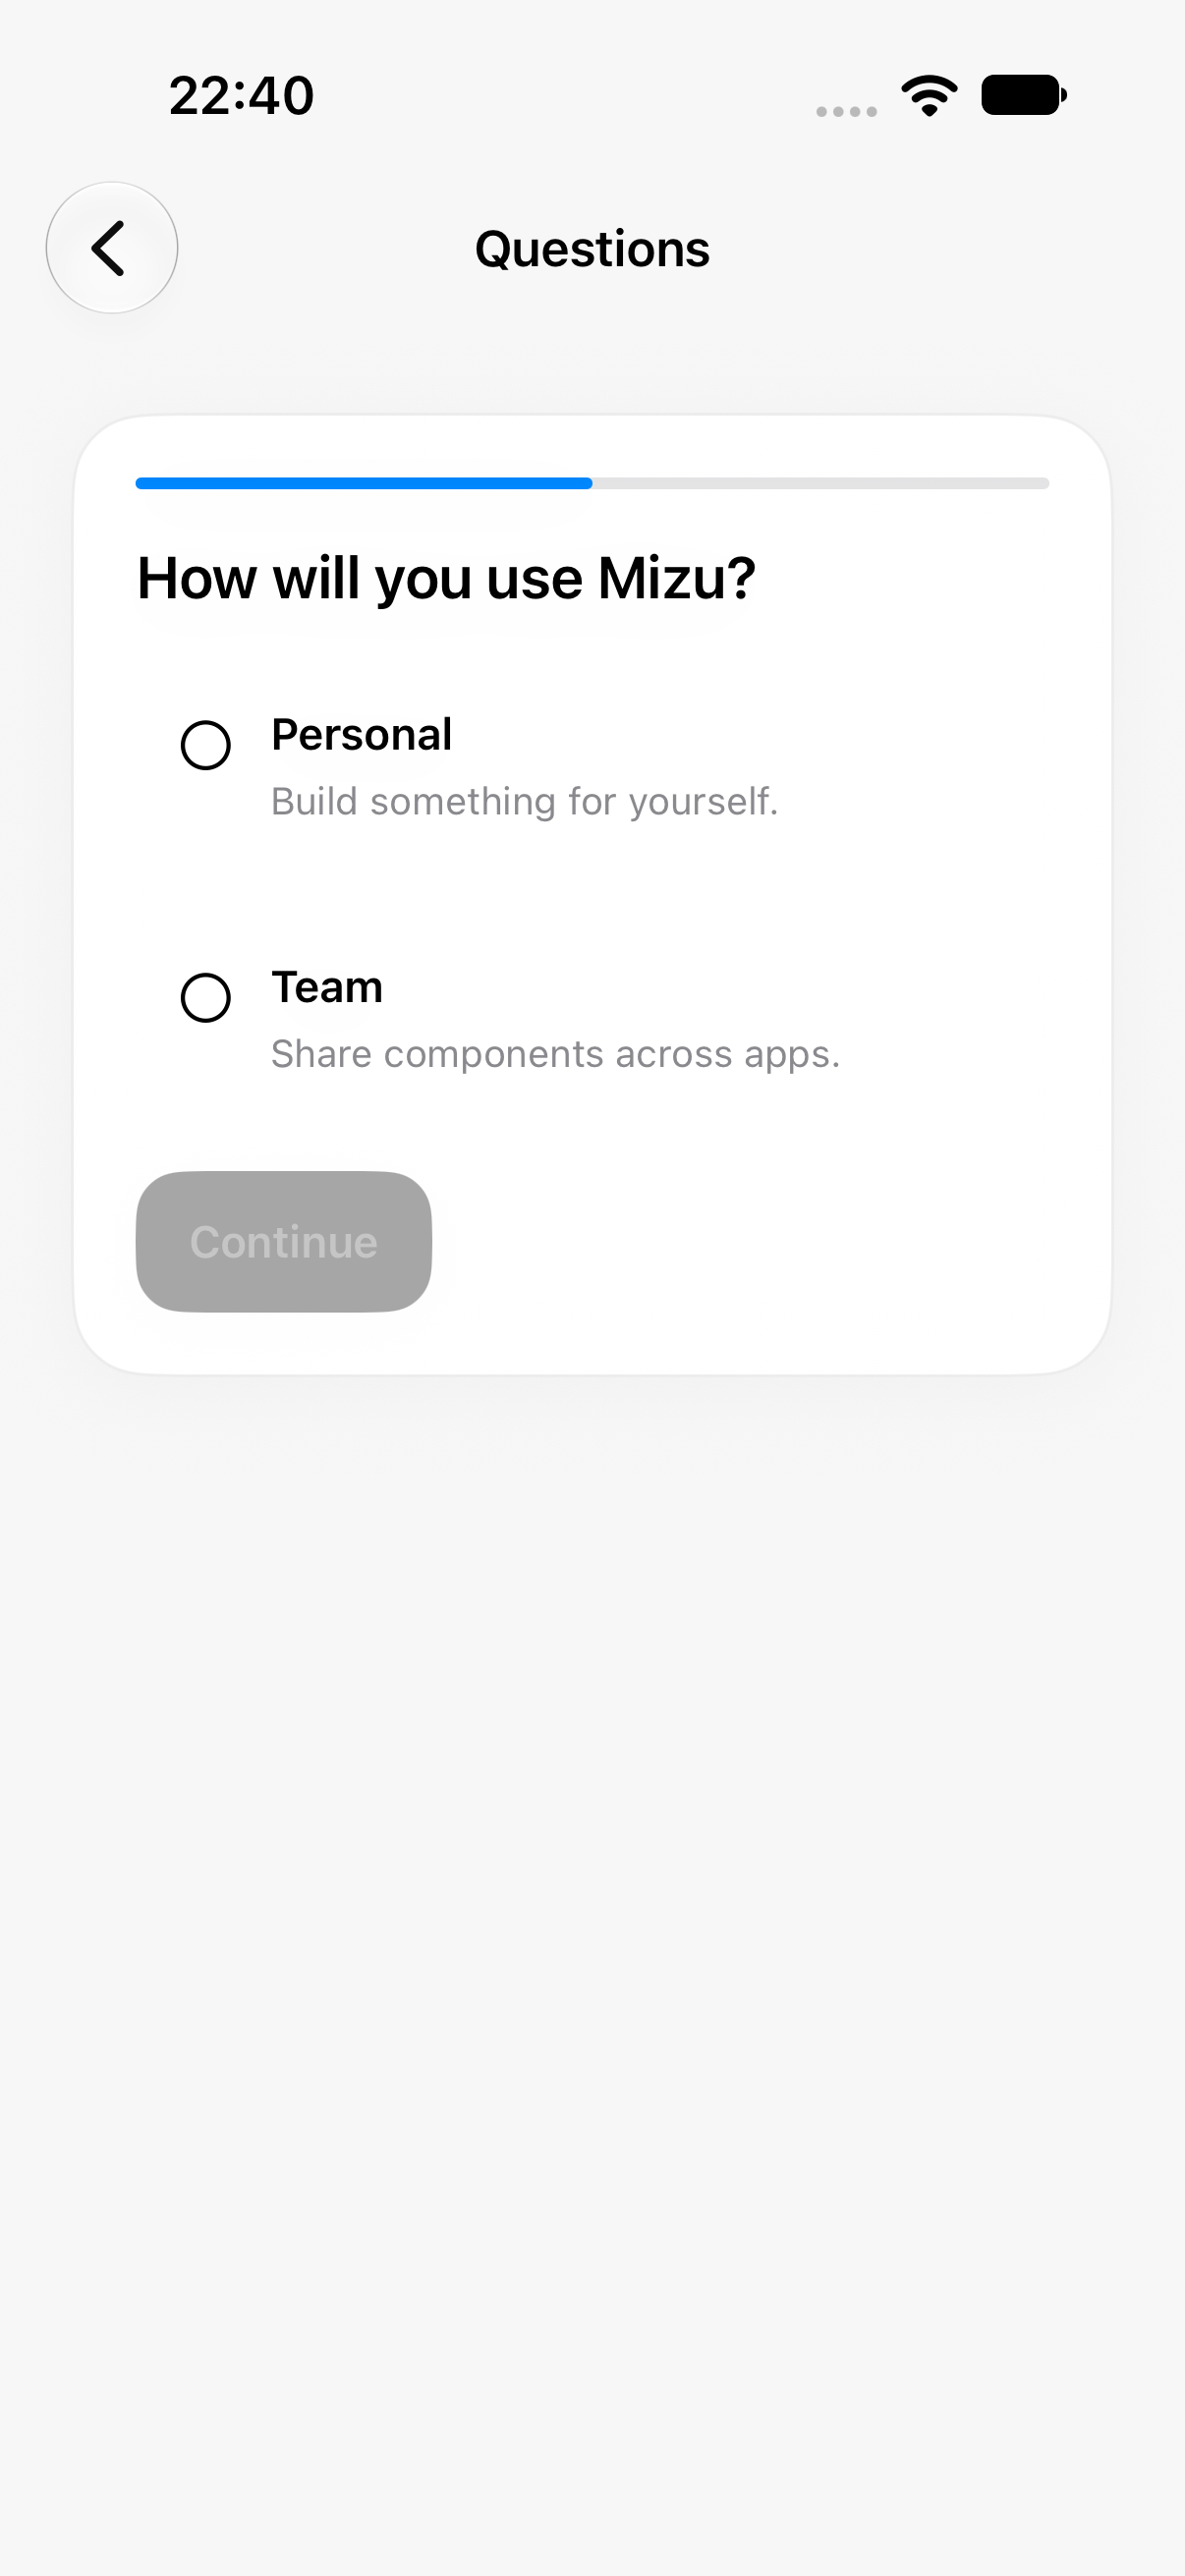 22:40
Questions
How will you use Mizu?
Personal
Build something for yourself.
Team
Share components across apps.
Continue